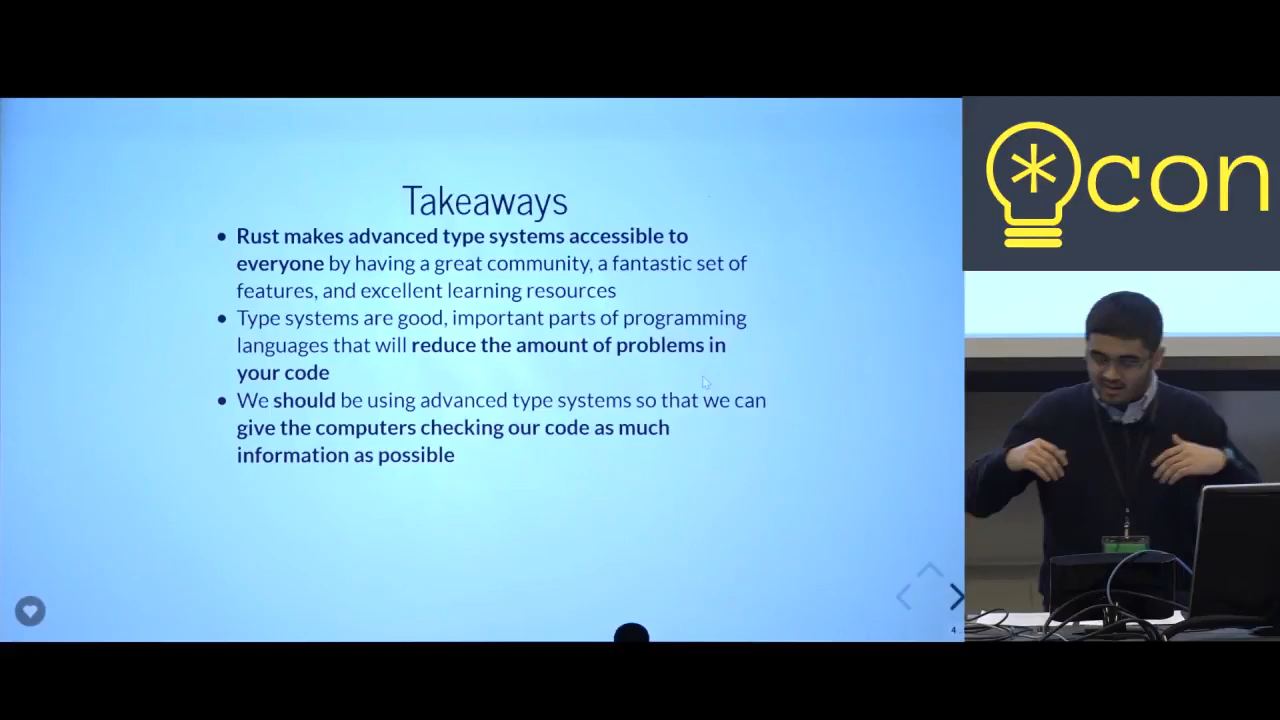 Takeaways
Rust makes advanced type systems accessible to
everyone by having a great community, a fantastic set of
features, and excellent learning resources
Type systems are good, important parts of programming
languages that will reduce the amount of problems in
your code
We should be using advanced type systems so that we can
give the computers checking our code as much
information as possible
4
*con